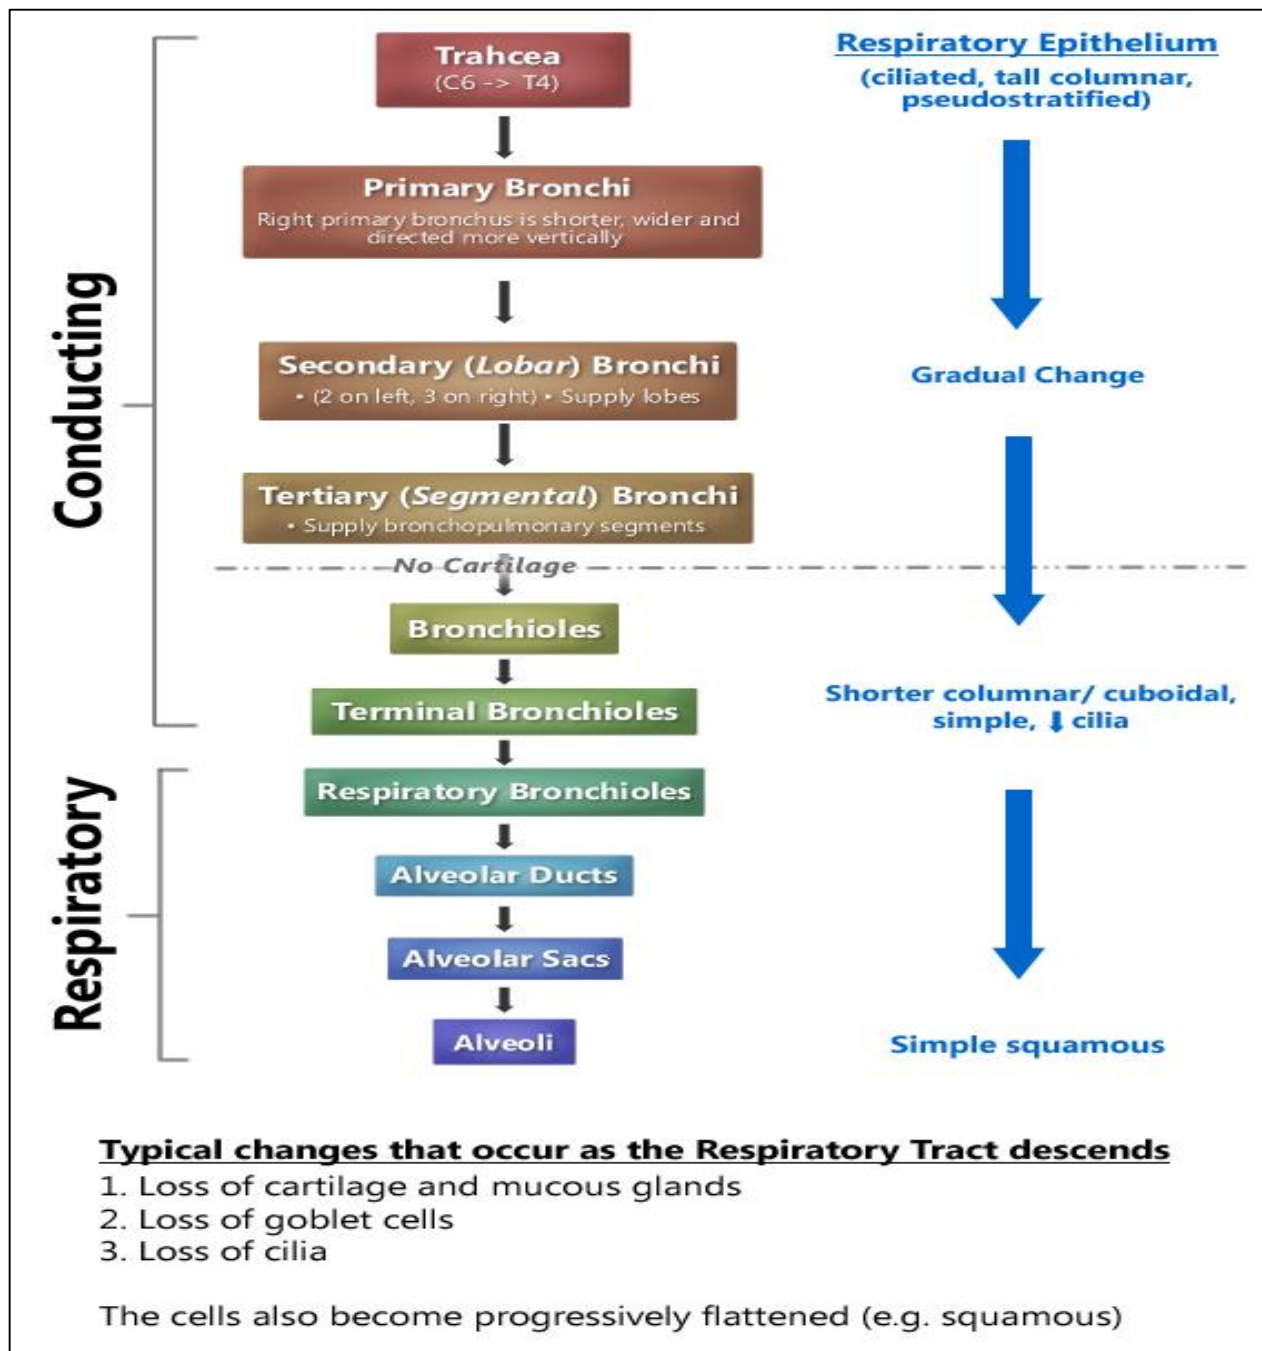 Trahcea
(C6 -> T4)
Primary Bronchi
Right primary bronchus is shorter, wider and
directed more vertically
Secondary (Lobar) Bronchi
• (2 on left, 3 on right) • Supply lobes
Tertiary (Segmental) Bronchi
• Supply bronchopulmonary segments
No Cartilage
Bronchioles
Terminal Bronchioles
Respiratory Bronchioles
Alveolar Ducts
Alveolar Sacs
Alveoli
Conducting
Respiratory
Respiratory Epithelium
(ciliated, tall columnar,
pseudostratified)
Gradual Change
Shorter columnar/ cuboidal,
simple, ⬇ cilia
Simple squamous
Typical changes that occur as the Respiratory Tract descends
1. Loss of cartilage and mucous glands
2. Loss of goblet cells
3. Loss of cilia
The cells also become progressively flattened (e.g. squamous)